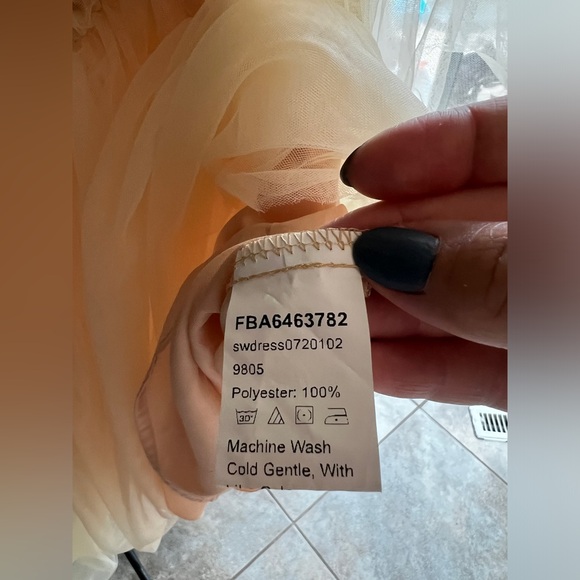 FBA6463782
swdress0720102
9805
Polyester: 100%
30°
Machine Wash
Cold Gentle, With